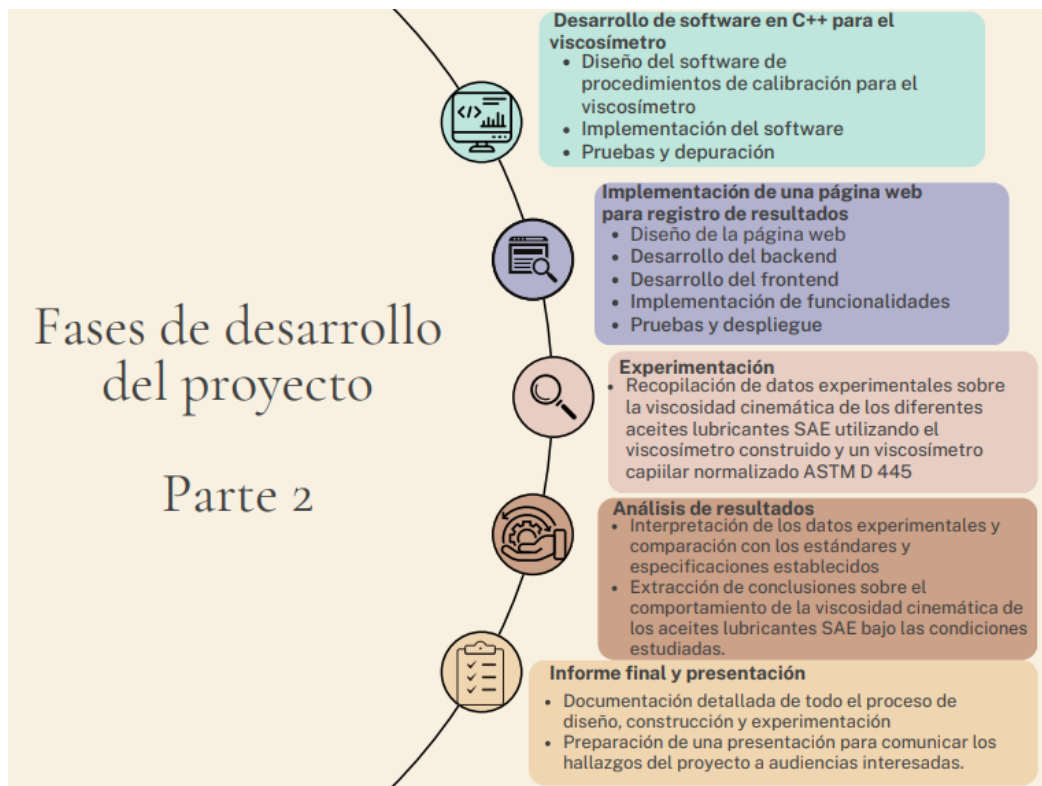 Fases de desarrollo
del proyecto
Parte 2
Desarrollo de software en C++ para el
viscosímetro
• Diseño del software de
procedimientos de calibración para el
viscosímetro
• Implementación del software
• Pruebas y depuración
Implementación de una página web
para registro de resultados
• Diseño de la página web
• Desarrollo del backend
• Desarrollo del frontend
• Implementación de funcionalidades
• Pruebas y despliegue
Experimentación
• Recopilación de datos experimentales sobre
la viscosidad cinemática de los diferentes
aceites lubricantes SAE utilizando el
viscosímetro construido y un viscosímetro
capiilar normalizado ASTM D 445
Análisis de resultados
• Interpretación de los datos experimentales y
comparación con los estándares y
especificaciones establecidos
• Extracción de conclusiones sobre el
comportamiento de la viscosidad cinemática de
los aceites lubricantes SAE bajo las condiciones
estudiadas.
Informe final y presentación
• Documentación detallada de todo el proceso de
diseño, construcción y experimentación
• Preparación de una presentación para comunicar los
hallazgos del proyecto a audiencias interesadas.